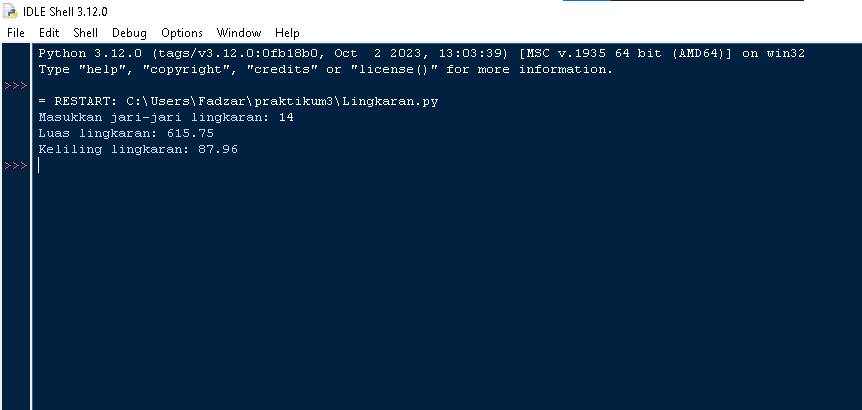 IDLE Shell 3.12.0
File Edit Shell Debug Options Window Help
Python 3.12.0 (tags/v3.12.0:0fb18b0, Oct  2 2023, 13:03:39) [MSC v.1935 64 bit (AMD64)] on win32
Type "help", "copyright", "credits" or "license()" for more information.
>>>
= RESTART: C:\Users\Fadzar\praktikum3\Lingkaran.py
Masukkan jari-jari lingkaran: 14
Luas lingkaran: 615.75
Keliling lingkaran: 87.96
>>>